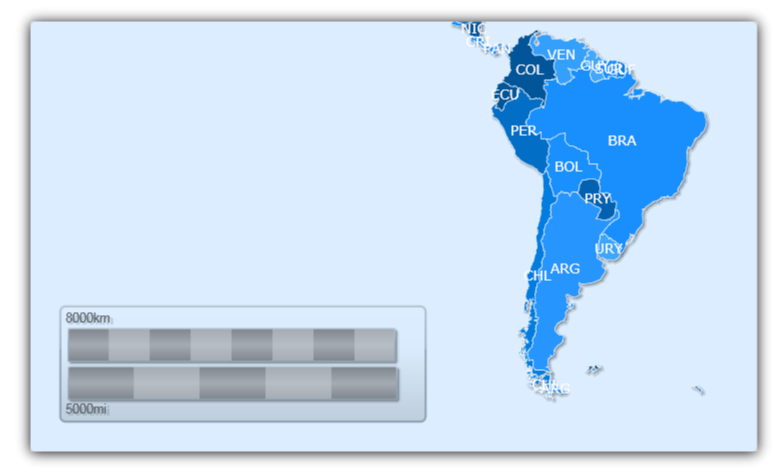 NIC
CRI
PAN
VEN
COL
GUY
SUR
GUF
ECU
PER
BRA
BOL
PRY
URY
CHL
ARG
8000km
5000mi
CHL
ARG